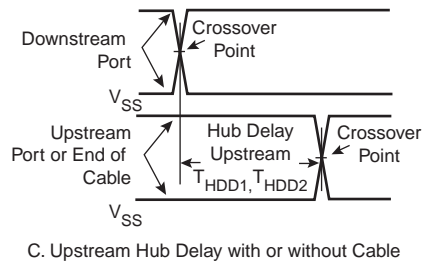 Downstream
Port
Crossover
Point
VSS
Upstream
Port or End of
Cable
Hub Delay
Upstream
THDD1, THDD2
Crossover
Point
VSS
C. Upstream Hub Delay with or without Cable